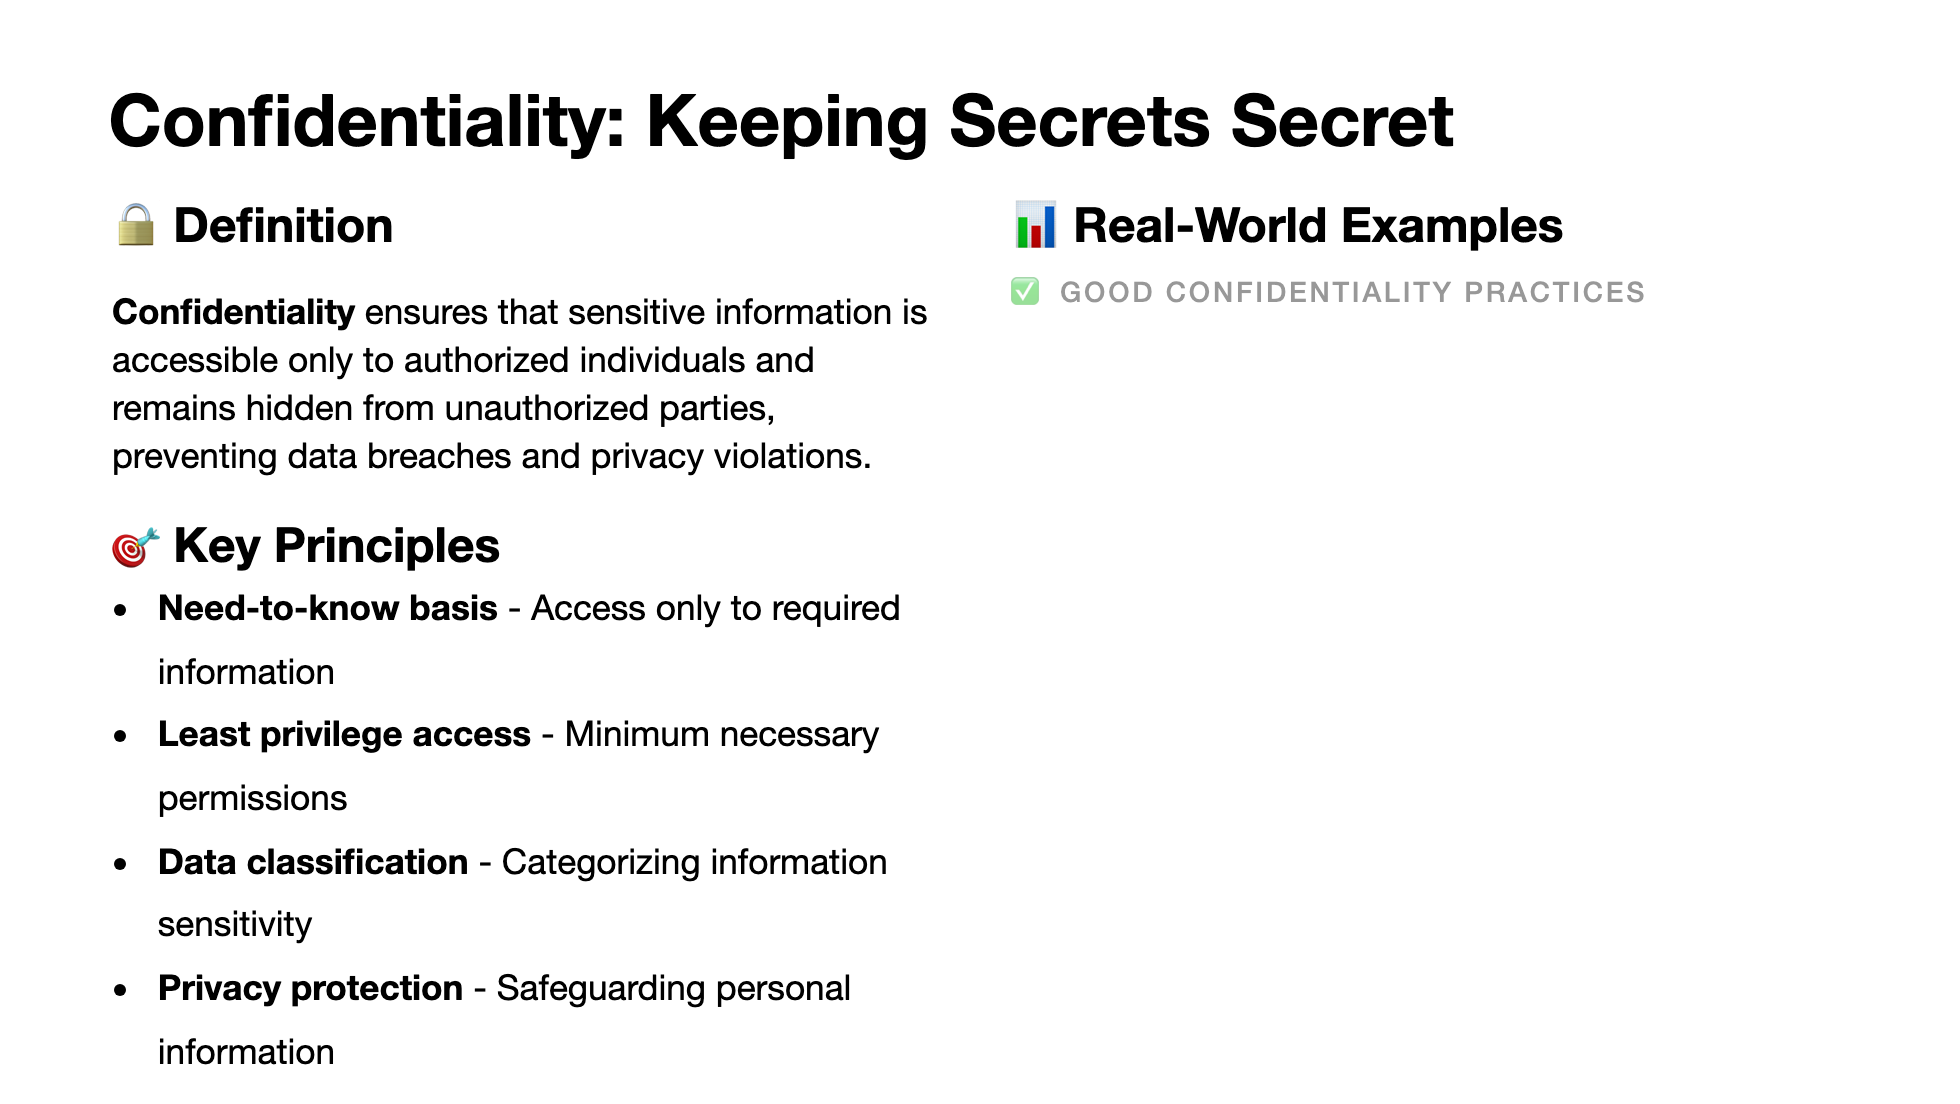 Confidentiality: Keeping Secrets Secret
🔒 Definition
Confidentiality ensures that sensitive information is
accessible only to authorized individuals and
remains hidden from unauthorized parties,
preventing data breaches and privacy violations.
🎯 Key Principles
• Need-to-know basis - Access only to required
information
• Least privilege access - Minimum necessary
permissions
• Data classification - Categorizing information
sensitivity
• Privacy protection - Safeguarding personal
information
📊 Real-World Examples
✅ GOOD CONFIDENTIALITY PRACTICES